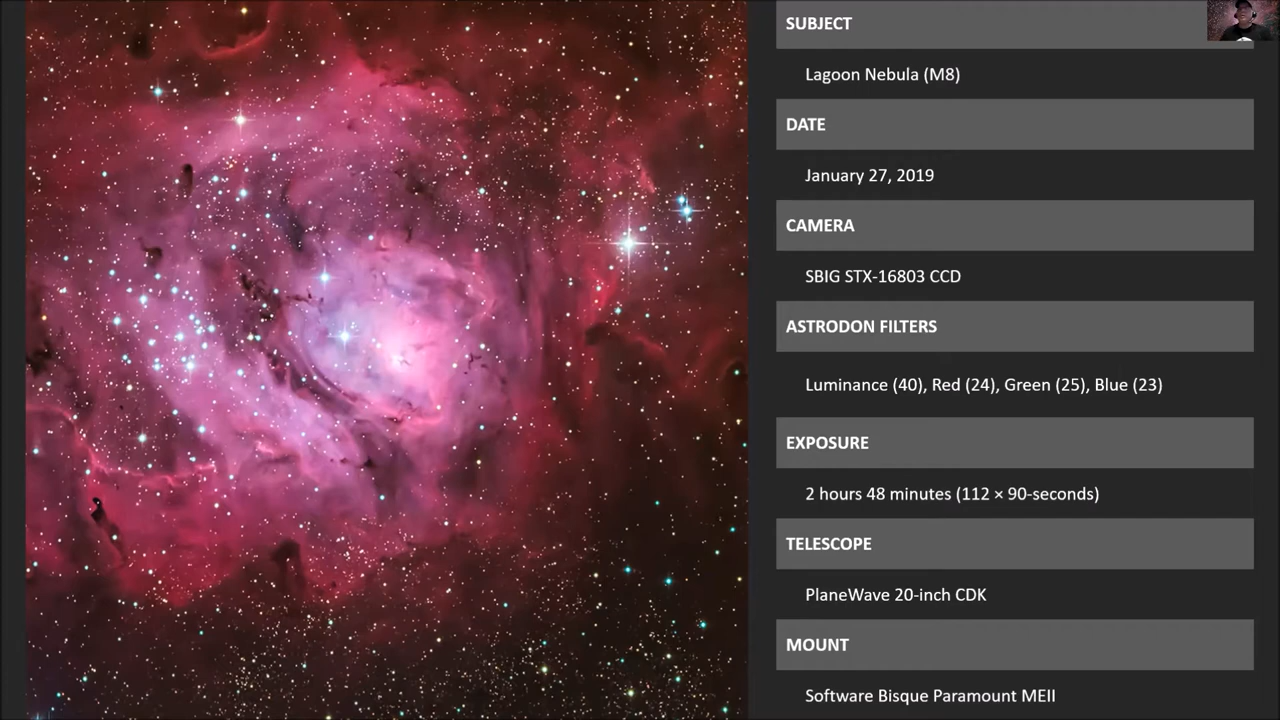 SUBJECT
Lagoon Nebula (M8)
DATE
January 27, 2019
CAMERA
SBIG STX-16803 CCD
ASTRODON FILTERS
Luminance (40), Red (24), Green (25), Blue (23)
EXPOSURE
2 hours 48 minutes (112 × 90-seconds)
TELESCOPE
PlaneWave 20-inch CDK
MOUNT
Software Bisque Paramount MEII